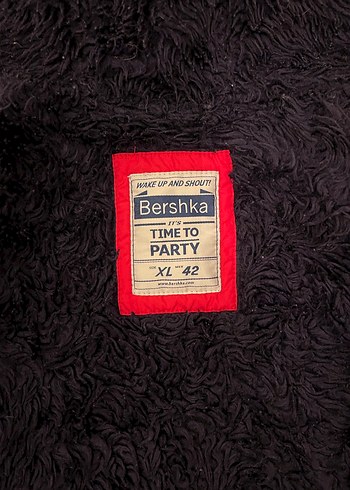 WAKE UP AND SHOUT!
Bershka
IT'S
TIME TO
PARTY
XL 42
www.bershka.com